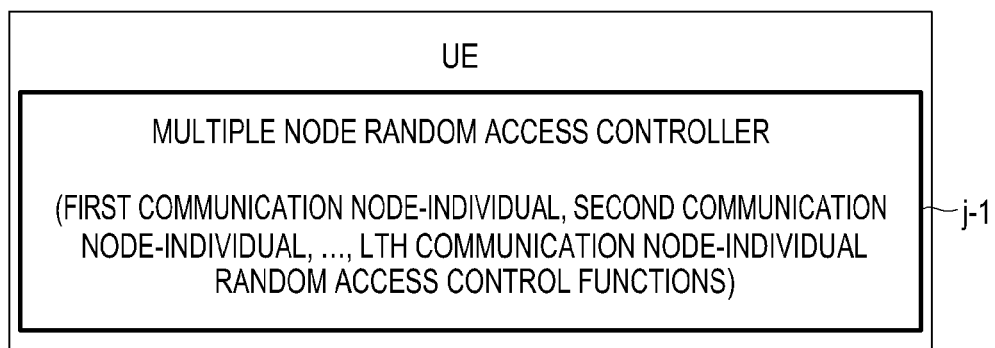 UE
MULTIPLE NODE RANDOM ACCESS CONTROLLER
(FIRST COMMUNICATION NODE-INDIVIDUAL, SECOND COMMUNICATION
NODE-INDIVIDUAL, ..., LTH COMMUNICATION NODE-INDIVIDUAL
RANDOM ACCESS CONTROL FUNCTIONS)
j-1